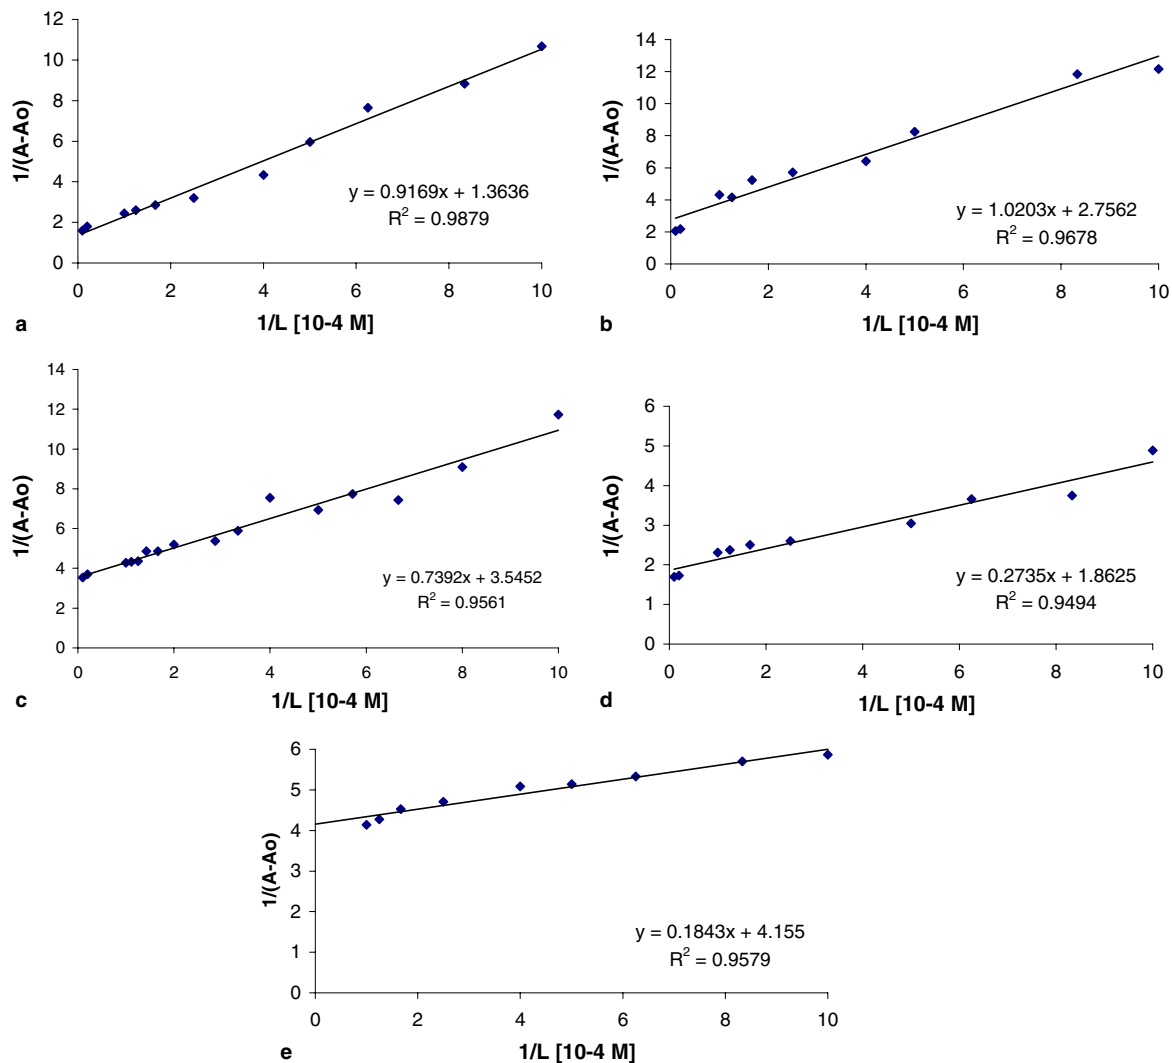 12
10
8
6
4
2
0
1/(A-Ao)
y = 0.9169x + 1.3636
R² = 0.9879
0 2 4 6 8 10
a 1/L [10-4 M]
14
12
10
8
6
4
2
0
1/(A-Ao)
y = 1.0203x + 2.7562
R² = 0.9678
0 2 4 6 8 10
b 1/L [10-4 M]
14
12
10
8
6
4
2
0
1/(A-Ao)
y = 0.7392x + 3.5452
R² = 0.9561
0 2 4 6 8 10
c 1/L [10-4 M]
6
5
4
3
2
1
0
1/(A-Ao)
y = 0.2735x + 1.8625
R² = 0.9494
0 2 4 6 8 10
d 1/L [10-4 M]
6
5
4
3
2
1
0
1/(A-Ao)
y = 0.1843x + 4.155
R² = 0.9579
0 2 4 6 8 10
e 1/L [10-4 M]